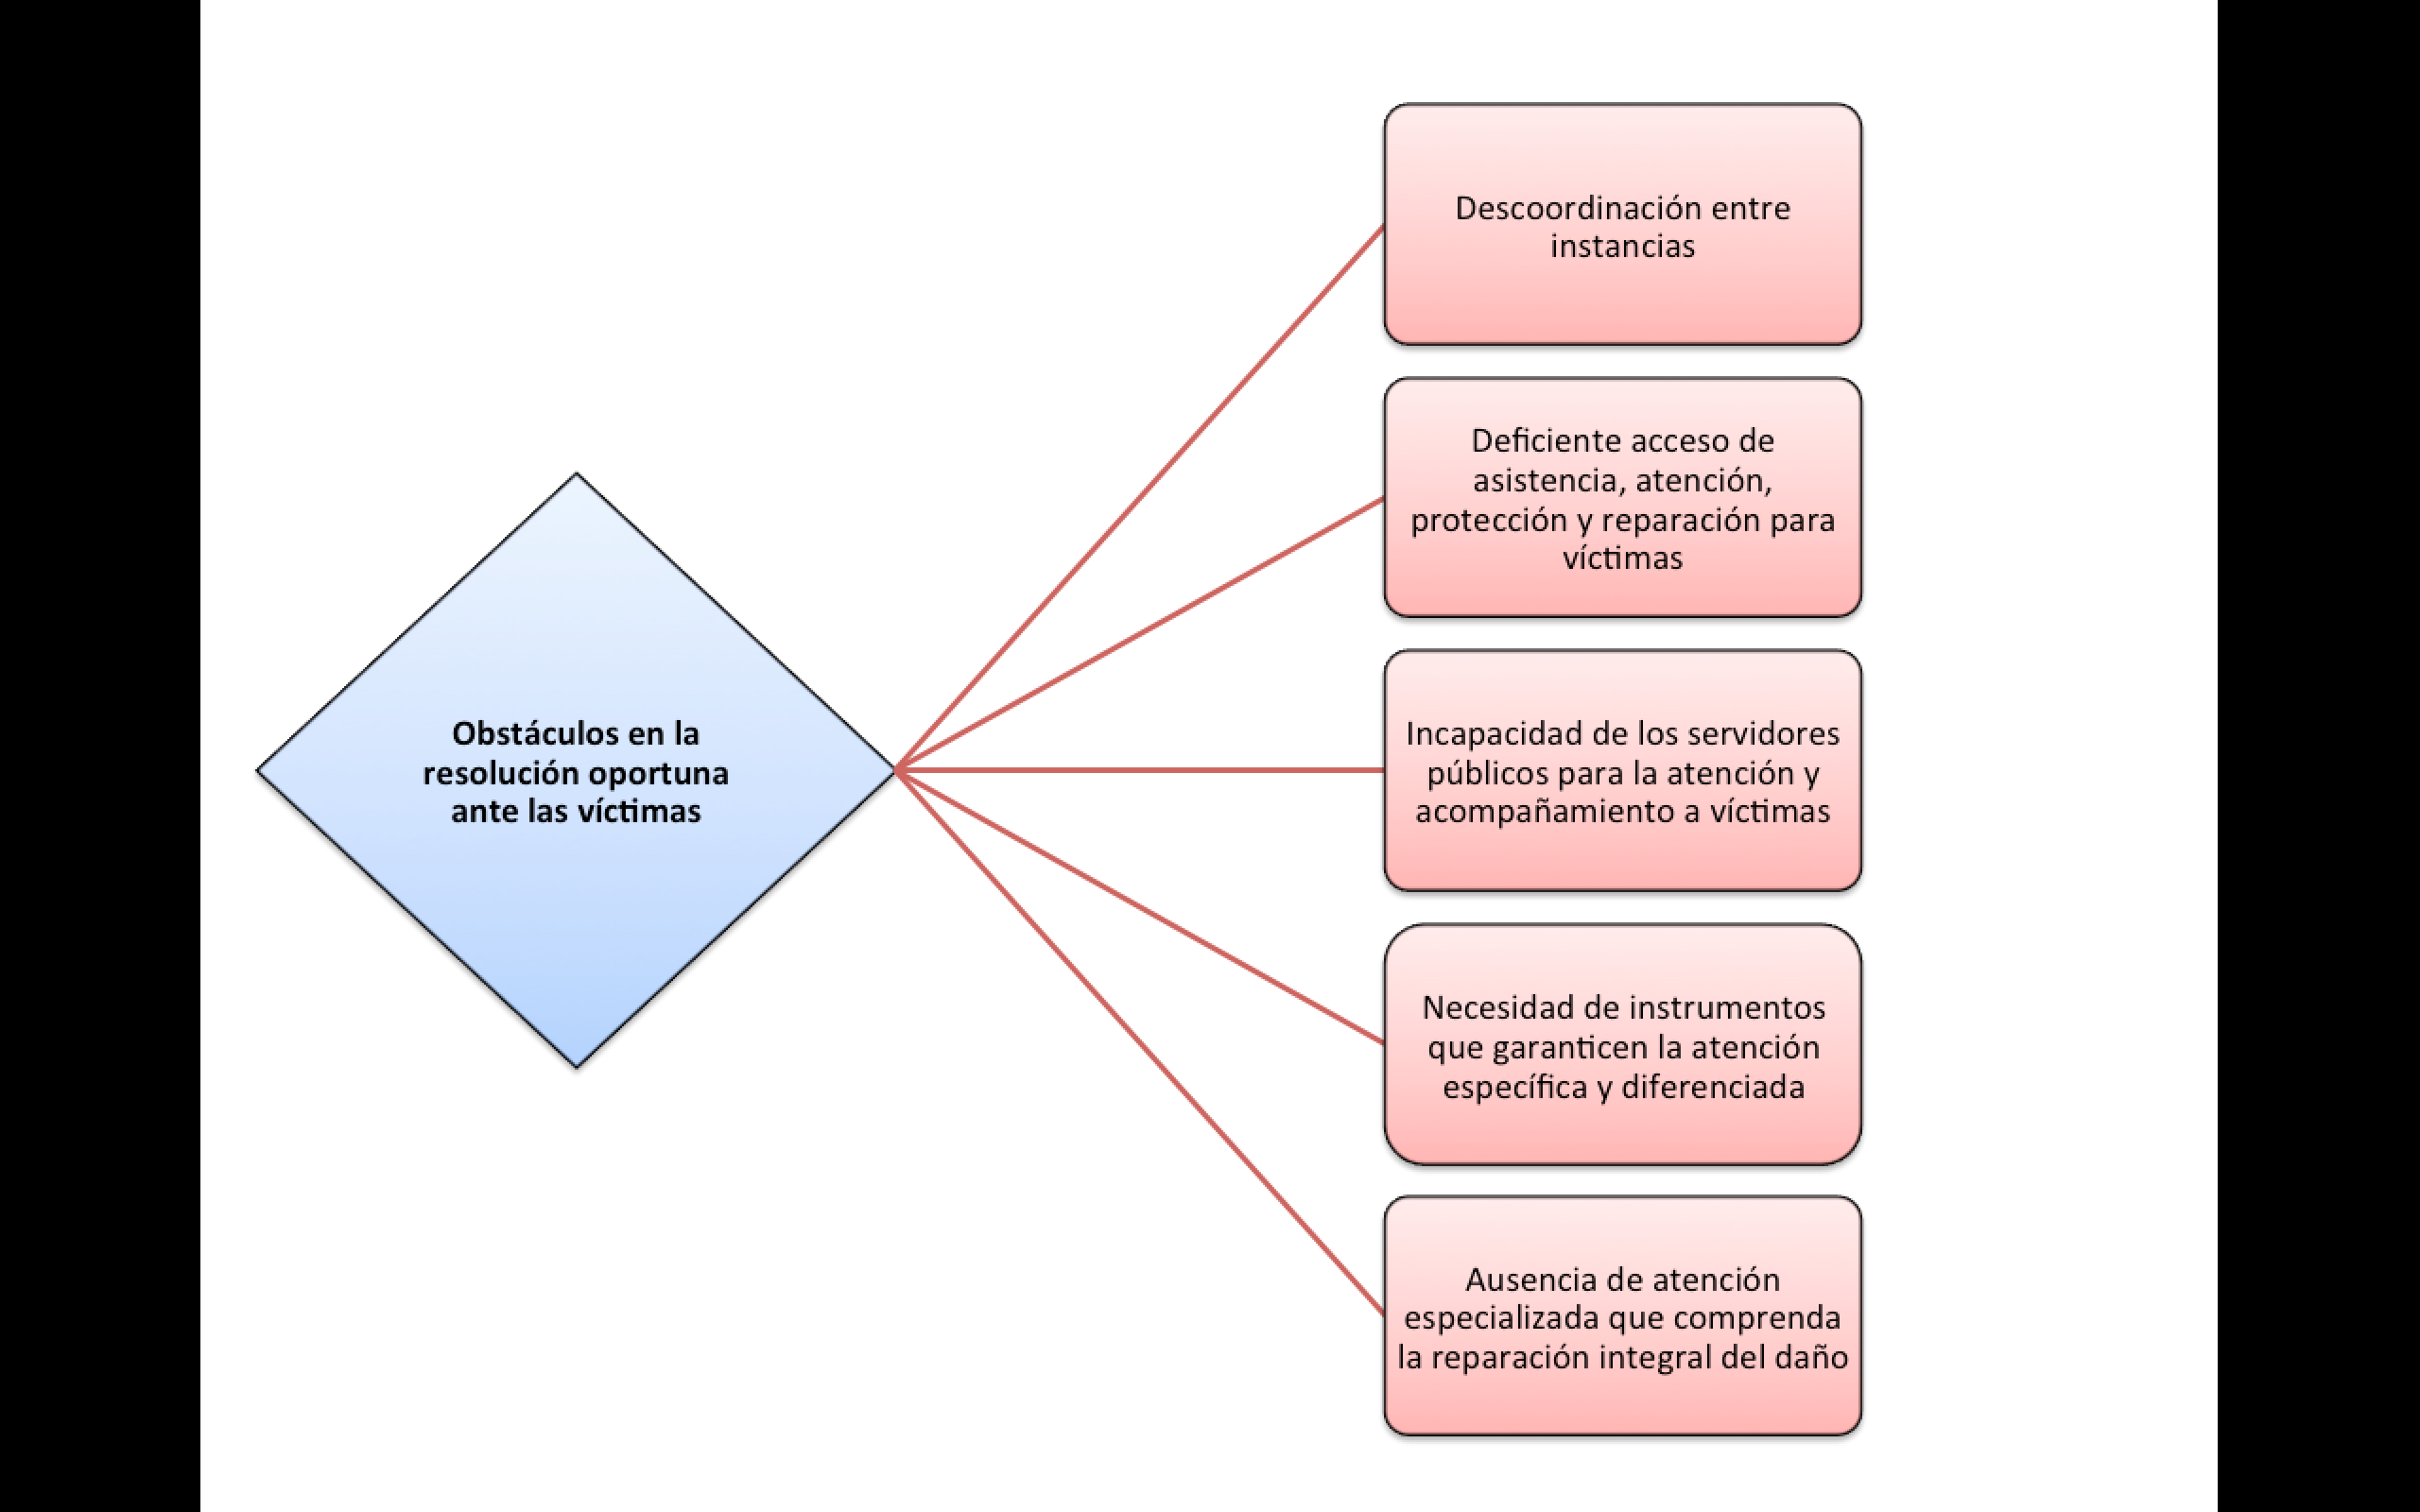 Obstáculos en la
resolución oportuna
ante las víctimas
Descoordinación entre
instancias
Deficiente acceso de
asistencia, atención,
protección y reparación para
víctimas
Incapacidad de los servidores
públicos para la atención y
acompañamiento a víctimas
Necesidad de instrumentos
que garanticen la atención
específica y diferenciada
Ausencia de atención
especializada que comprenda
la reparación integral del daño